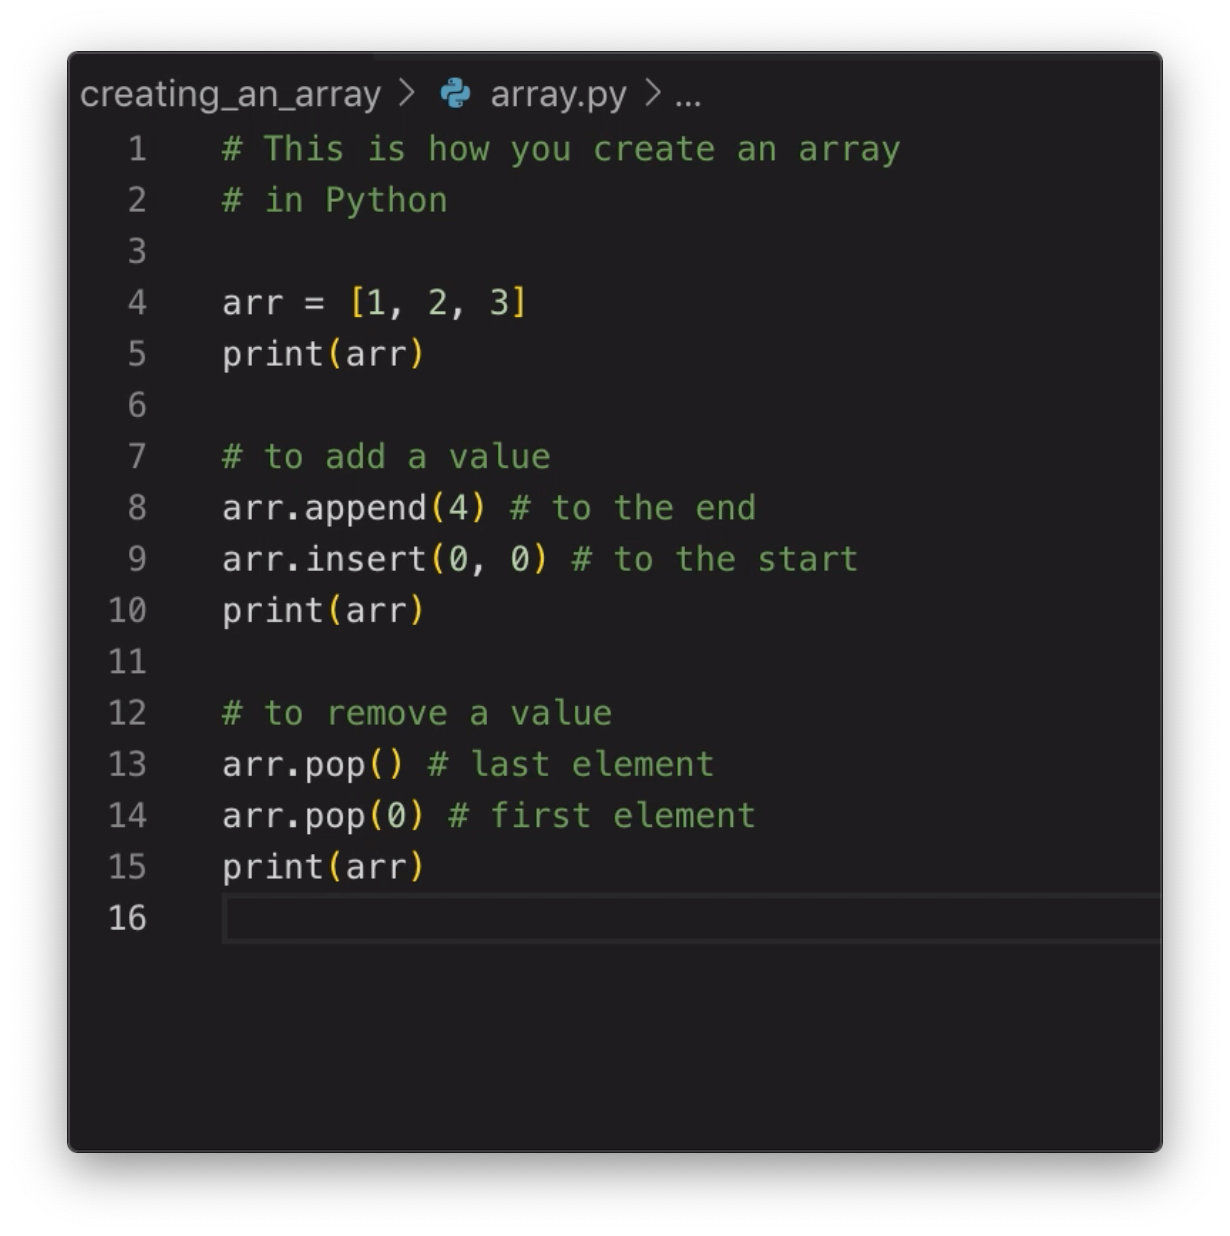 creating_an_array > array.py > ...
1 # This is how you create an array
2 # in Python
3
4 arr = [1, 2, 3]
5 print(arr)
6
7 # to add a value
8 arr.append(4) # to the end
9 arr.insert(0, 0) # to the start
10 print(arr)
11
12 # to remove a value
13 arr.pop() # last element
14 arr.pop(0) # first element
15 print(arr)
16